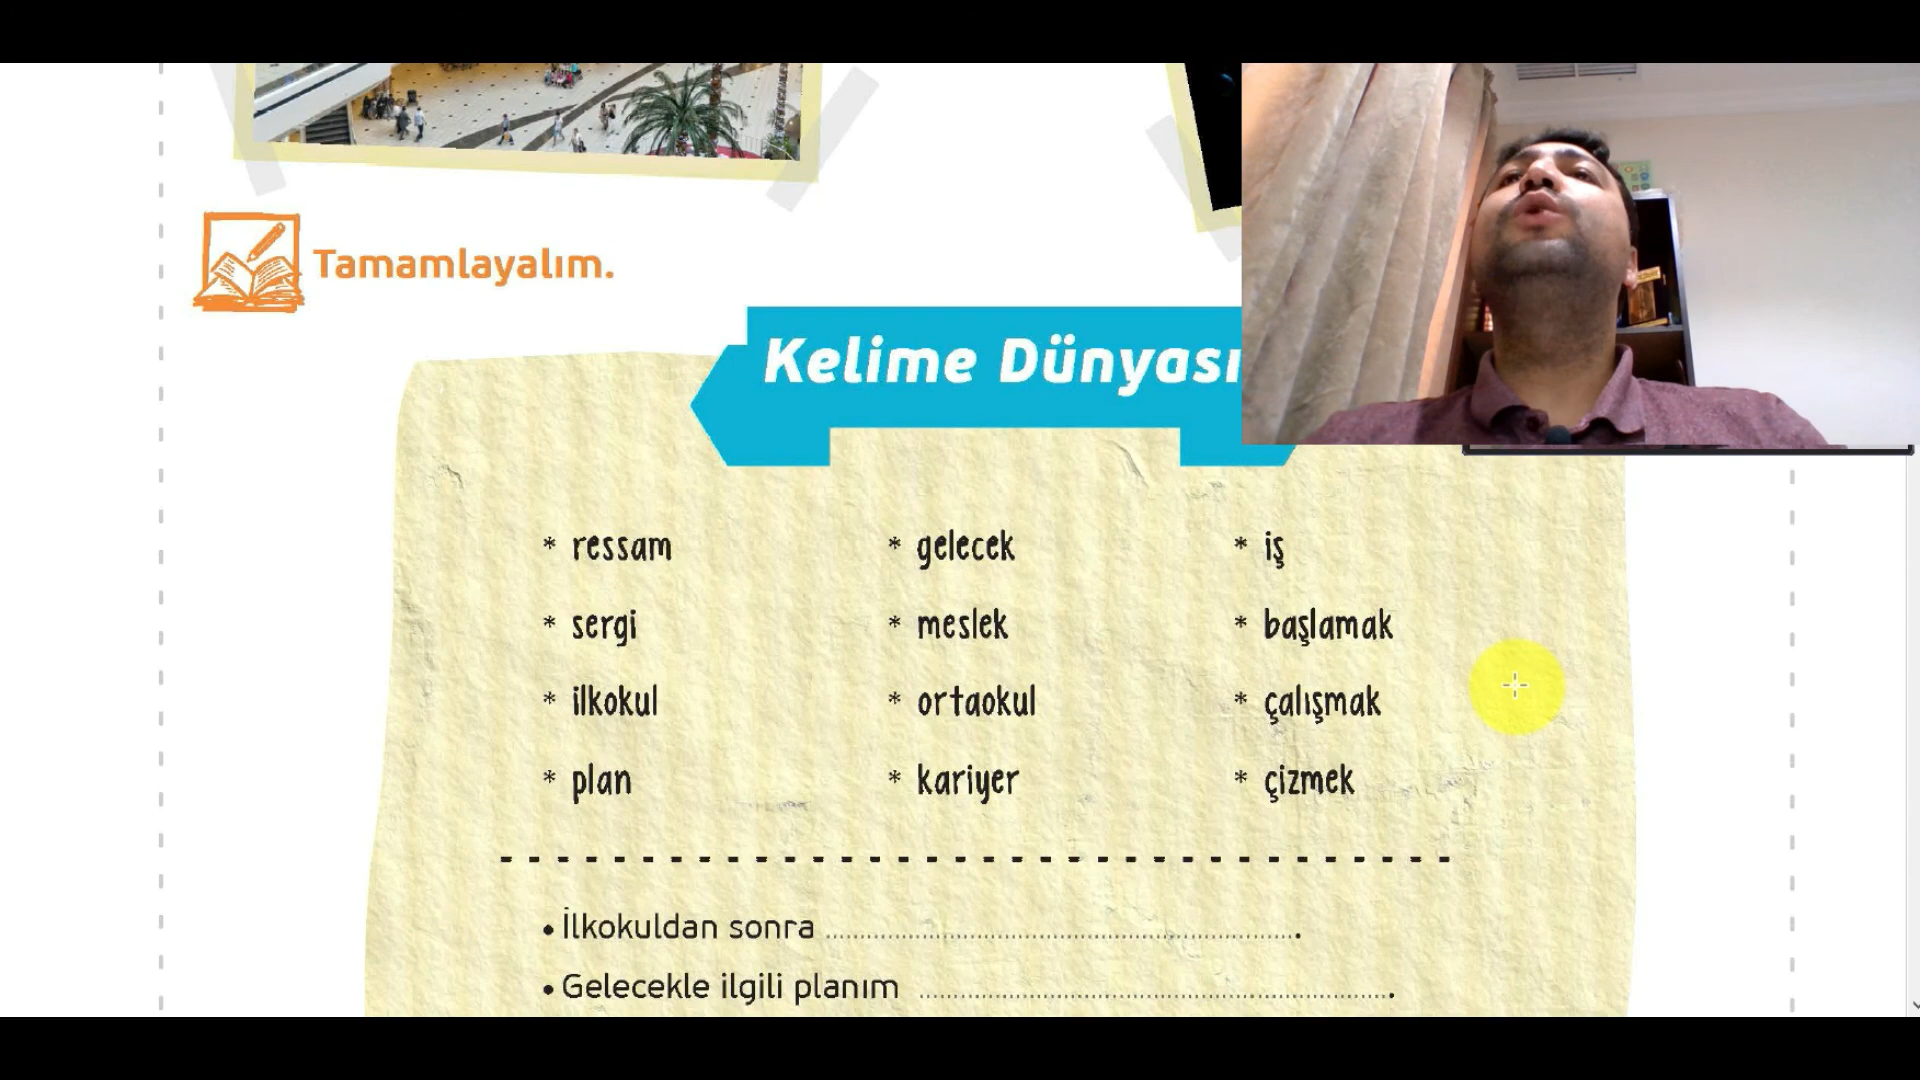 Tamamlayalım.
Kelime Dünyası
* ressam * gelecek * iş
* sergi * meslek * başlamak
* ilkokul * ortaokul * çalışmak
* plan * kariyer * çizmek
• İlkokuldan sonra ........................................................................
• Gelecekle ilgili planım ........................................................................